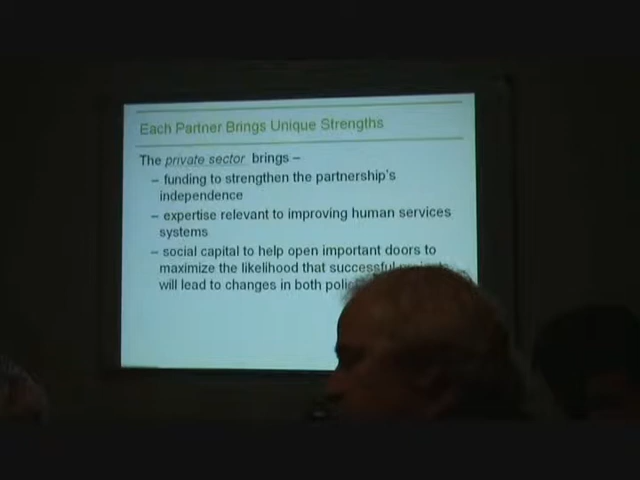 Each Partner Brings Unique Strengths
The private sector brings –
– funding to strengthen the partnership's
independence
– expertise relevant to improving human services
systems
– social capital to help open important doors to
maximize the likelihood that successful
will lead to changes in both